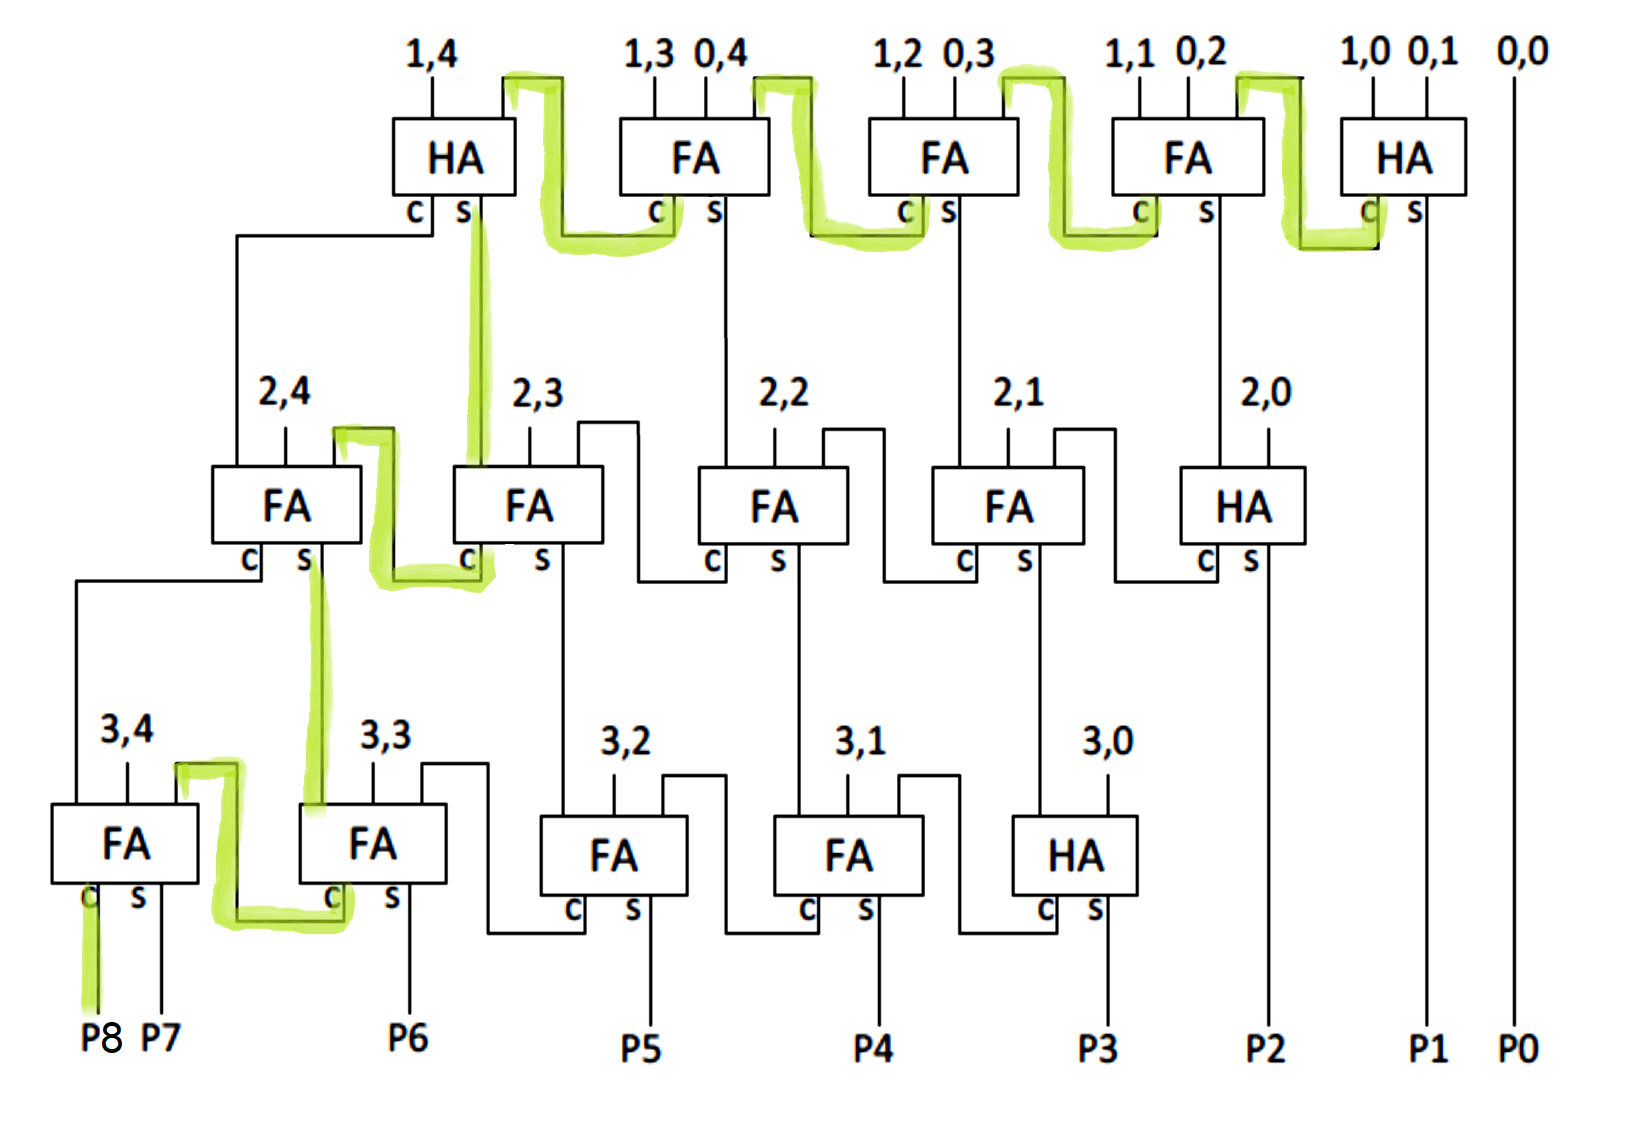 1,4 1,3 0,4 1,2 0,3 1,1 0,2 1,0 0,1 0,0
HA FA FA FA HA
C S C S C S C S C S
2,4 2,3 2,2 2,1 2,0
FA FA FA FA HA
C S C S C S C S C S
3,4 3,3 3,2 3,1 3,0
FA FA FA FA HA
C S C S C S C S C S
P8 P7 P6 P5 P4 P3 P2 P1 P0